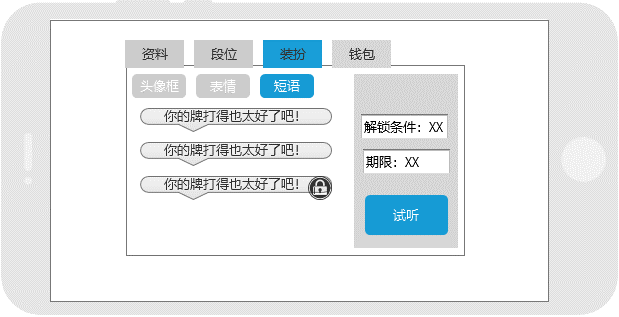 资料 段位 装扮 钱包
头像框 表情 短语
你的牌打得也太好了吧！
你的牌打得也太好了吧！
你的牌打得也太好了吧！
解锁条件：XX
期限：XX
试听